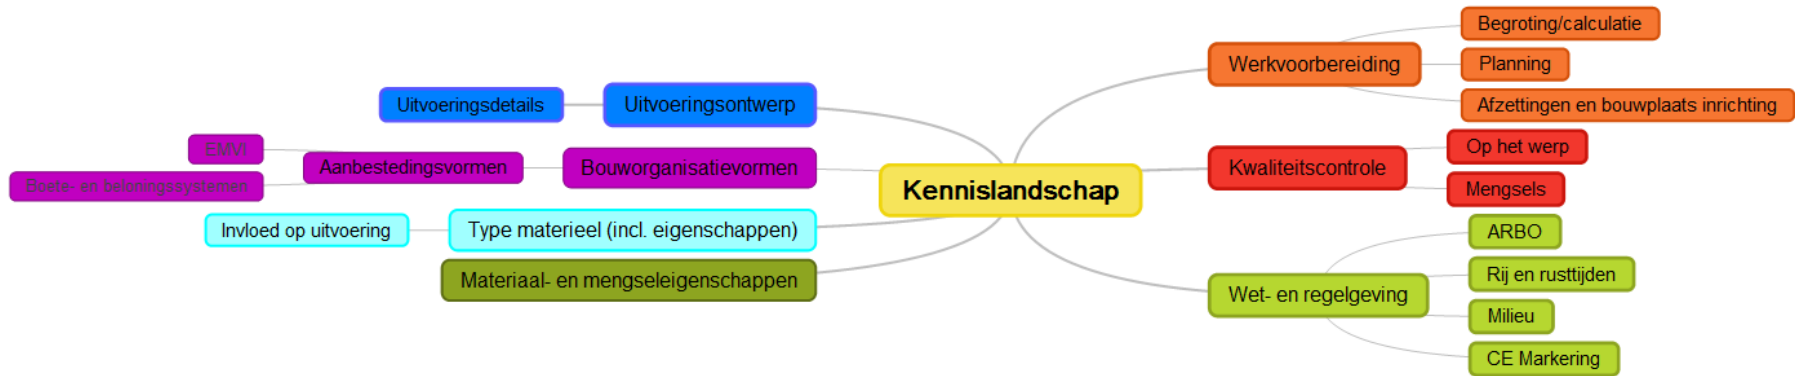 Kennislandschap
Uitvoeringsontwerp
Uitvoeringsdetails
Bouworganisatievormen
Aanbestedingsvormen
EMVI
Boete- en beloningssystemen
Type materieel (incl. eigenschappen)
Invloed op uitvoering
Materiaal- en mengseleigenschappen
Werkvoorbereiding
Begroting/calculatie
Planning
Afzettingen en bouwplaats inrichting
Kwaliteitscontrole
Op het werp
Mengsels
Wet- en regelgeving
ARBO
Rij en rusttijden
Milieu
CE Markering